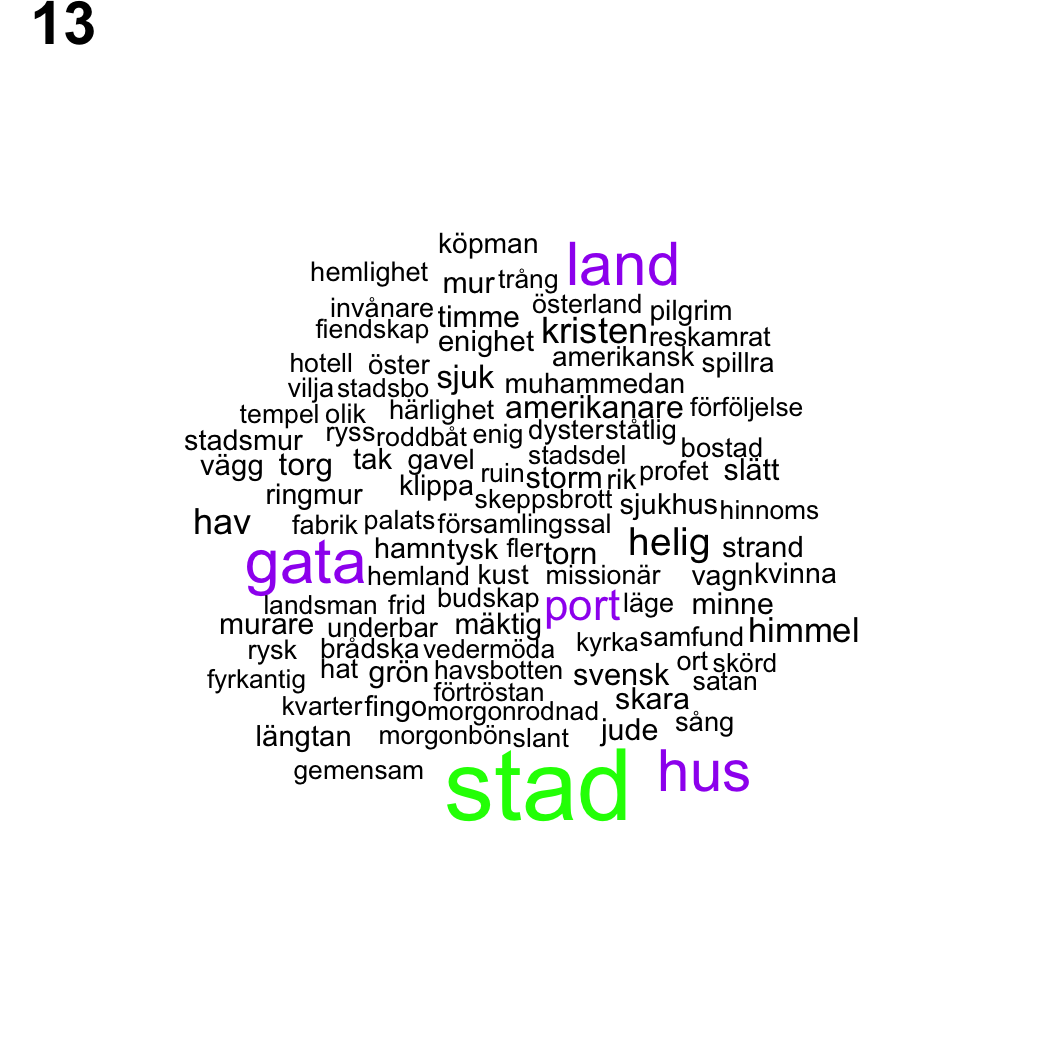 13
köpman
hemlighet mur trång land
invånare timme österland pilgrim
fiendskap enighet kristen reskamrat
hotell öster amerikansk spillra
vilja stadsbo sjuk muhammedan
tempel olik härlighet amerikanare förföljelse
stadsmur ryss roddbåt enig dyster ståtlig
vägg torg tak gavel stadsdel bostad
ringmur klippa ruin storm rik profet slätt
skeppsbrott sjukhus hinnoms
hav fabrik palats församlingssal
gata hamn tysk fler torn helig strand
hemland kust missionär vagn kvinna
landsman frid budskap port läge minne
murare underbar mäktig kyrka samfund himmel
rysk brådska vedermöda
fyrkantig hat grön havsbotten svensk ort skörd
förtröstan satan
kvarter fingo morgonrodnad skara
längtan morgonbön slant jude sång
gemensam stad hus